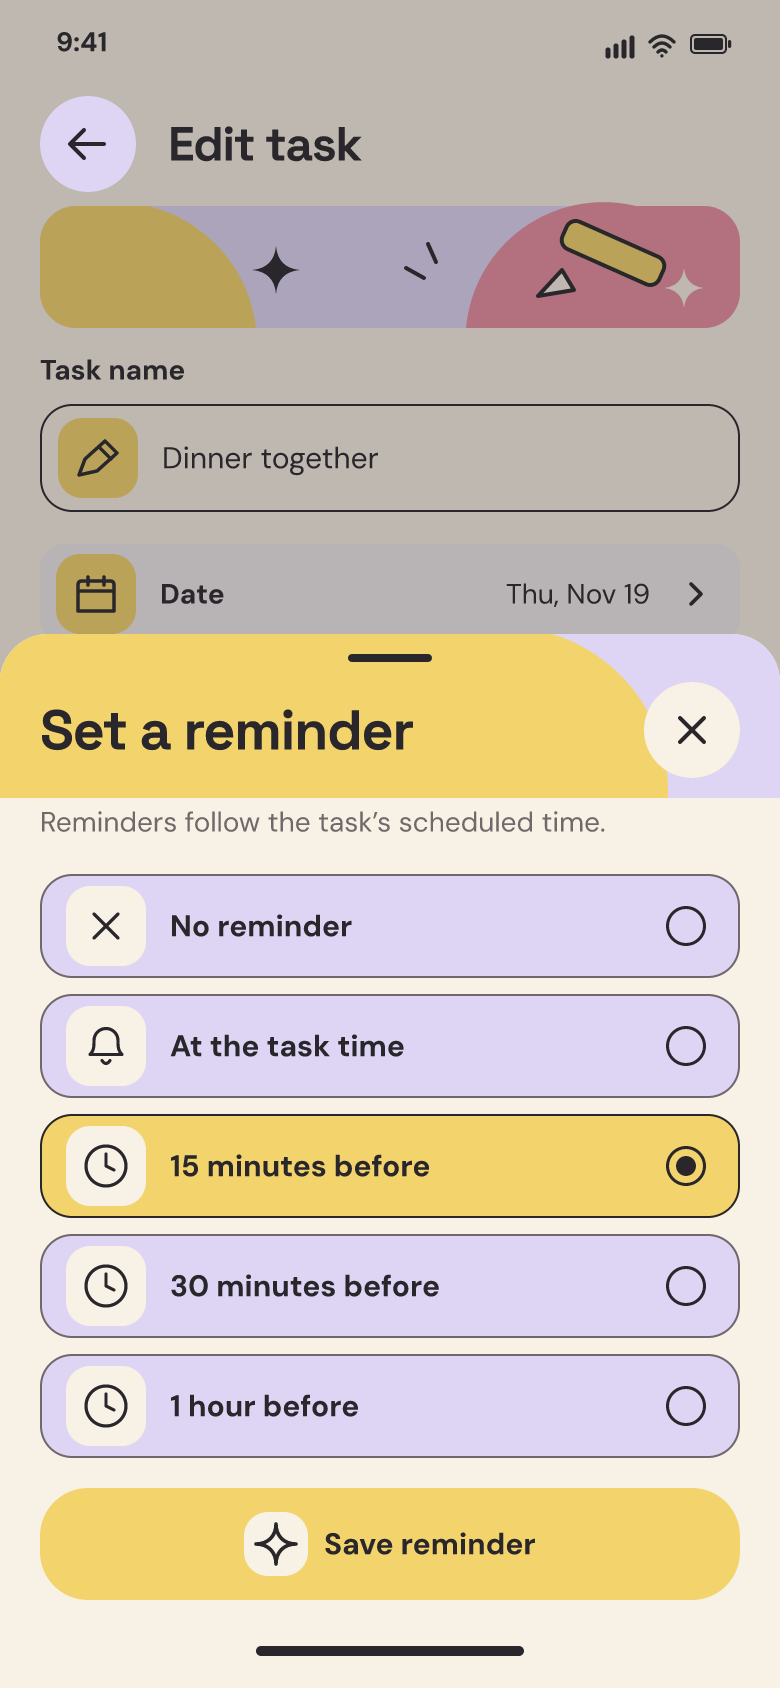 9:41
Edit task
Task name
Dinner together
Date
Thu, Nov 19
Set a reminder
Reminders follow the task’s scheduled time.
No reminder
At the task time
15 minutes before
30 minutes before
1 hour before
Save reminder